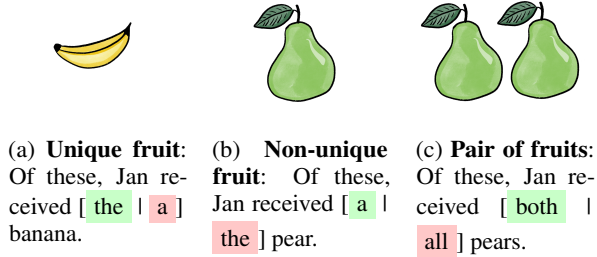 (a) Unique fruit:
Of these, Jan re-
ceived [ the | a ]
banana.
(b) Non-unique
fruit: Of these,
Jan received [ a |
the ] pear.
(c) Pair of fruits:
Of these, Jan re-
ceived [ both |
all ] pears.